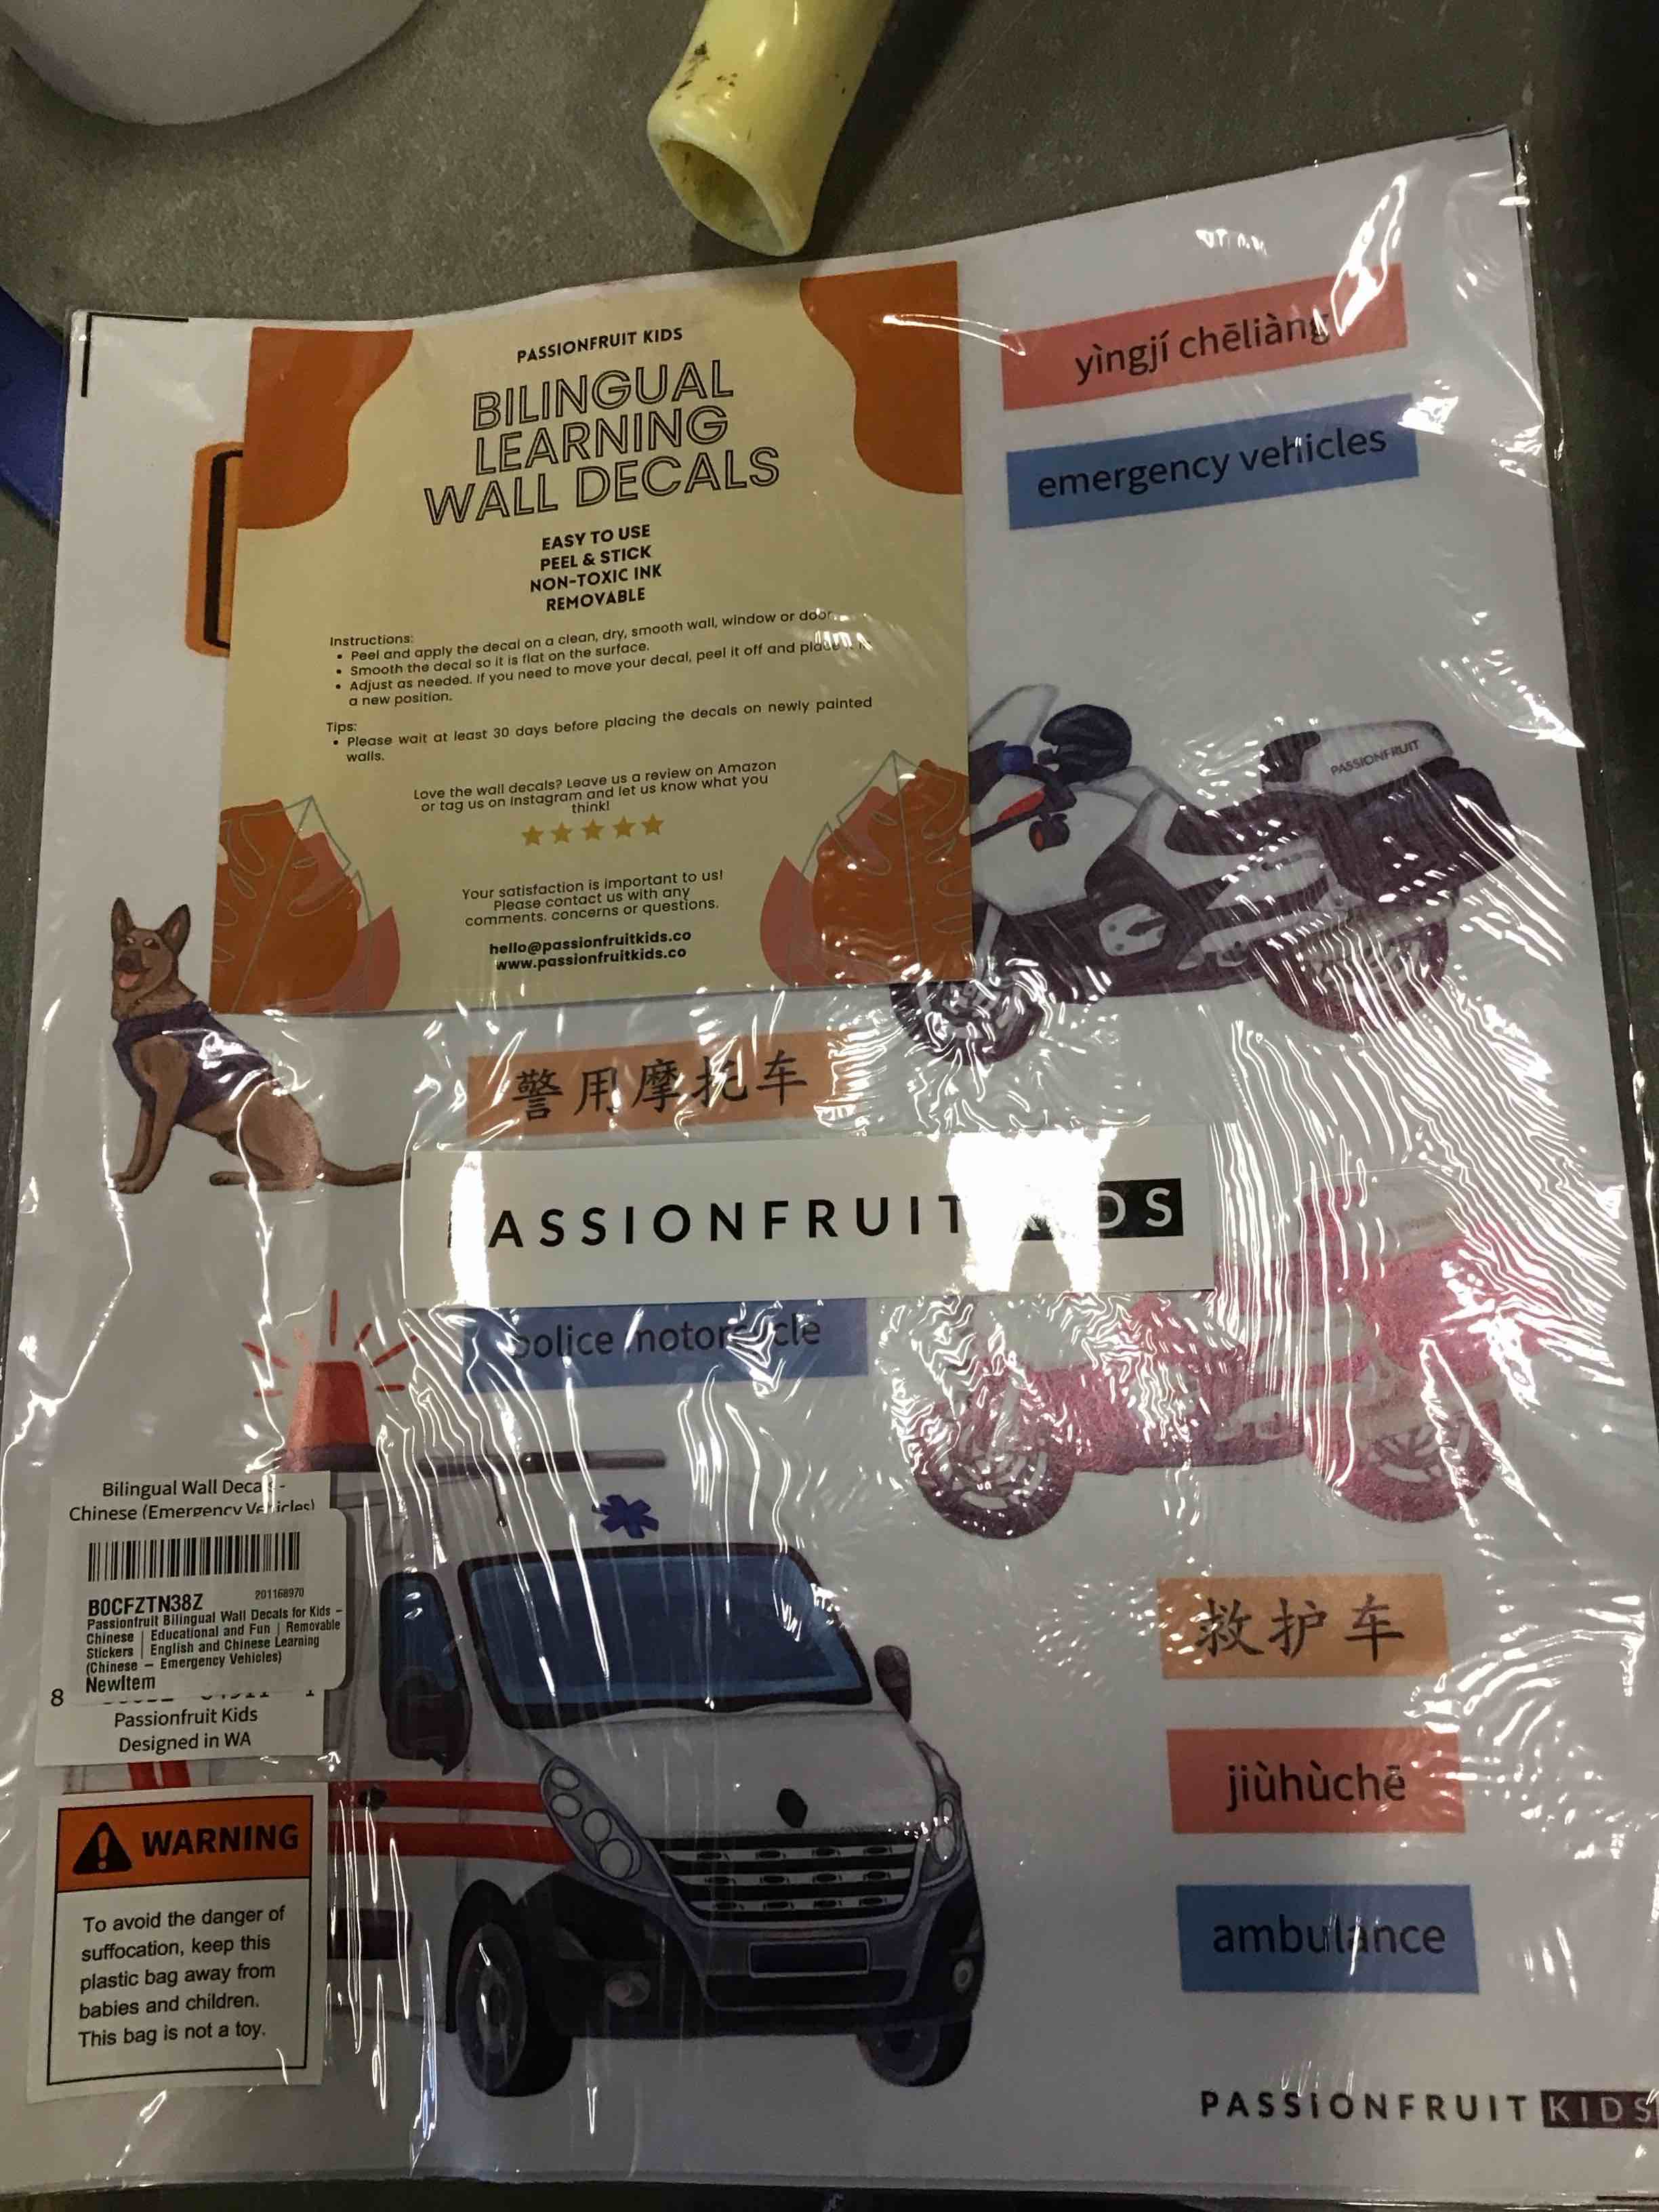 PASSIONFRUIT KIDS
BILINGUAL
LEARNING
WALL DECALS
EASY TO USE
PEEL & STICK
NON-TOXIC INK
REMOVABLE
Instructions:
• Peel and apply the decal on a clean, dry, smooth wall, window or door.
• Smooth the decal so it is flat on the surface.
• Adjust as needed. If you need to move your decal, peel it off and place it in
a new position.
Tips:
• Please wait at least 30 days before placing the decals on newly painted
walls.
Love the wall decals? Leave us a review on Amazon
or tag us on Instagram and let us know what you
think!
Your satisfaction is important to us!
Please contact us with any
comments. concerns or questions.
hello@passionfruitkids.co
www.passionfruitkids.co
yìngjí chēliàng
emergency vehicles
PASSIONFRUIT
警用摩托车
PASSIONFRUIT KIDS
police motorcycle
Bilingual Wall Decals -
Chinese (Emergency Vehicles)
201168970
B0CFZTN38Z
Passionfruit Bilingual Wall Decals for Kids –
Chinese | Educational and Fun | Removable
Stickers | English and Chinese Learning
(Chinese – Emergency Vehicles)
NewItem
8
Passionfruit Kids
Designed in WA
WARNING
To avoid the danger of
suffocation, keep this
plastic bag away from
babies and children.
This bag is not a toy.
救护车
jiùhùchē
ambulance
PASSIONFRUIT KIDS